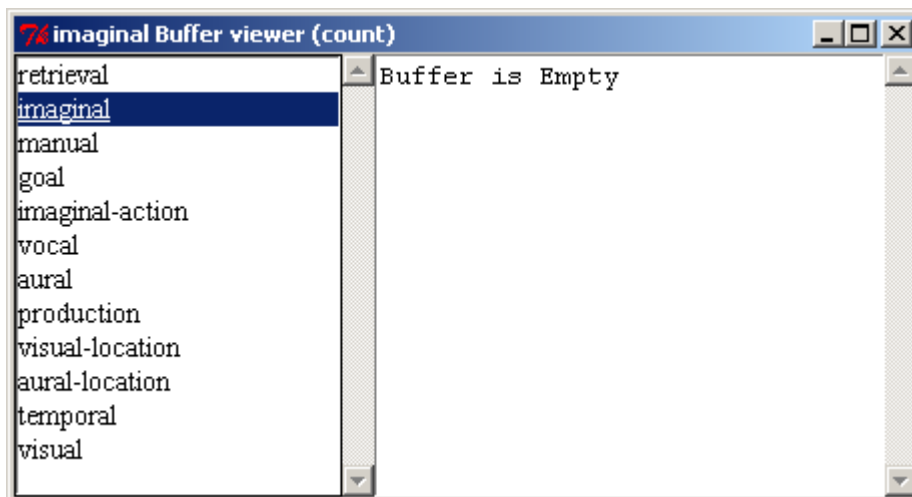 imaginal Buffer viewer (count)
retrieval
imaginal
manual
goal
imaginal-action
vocal
aural
production
visual-location
aural-location
temporal
visual
Buffer is Empty